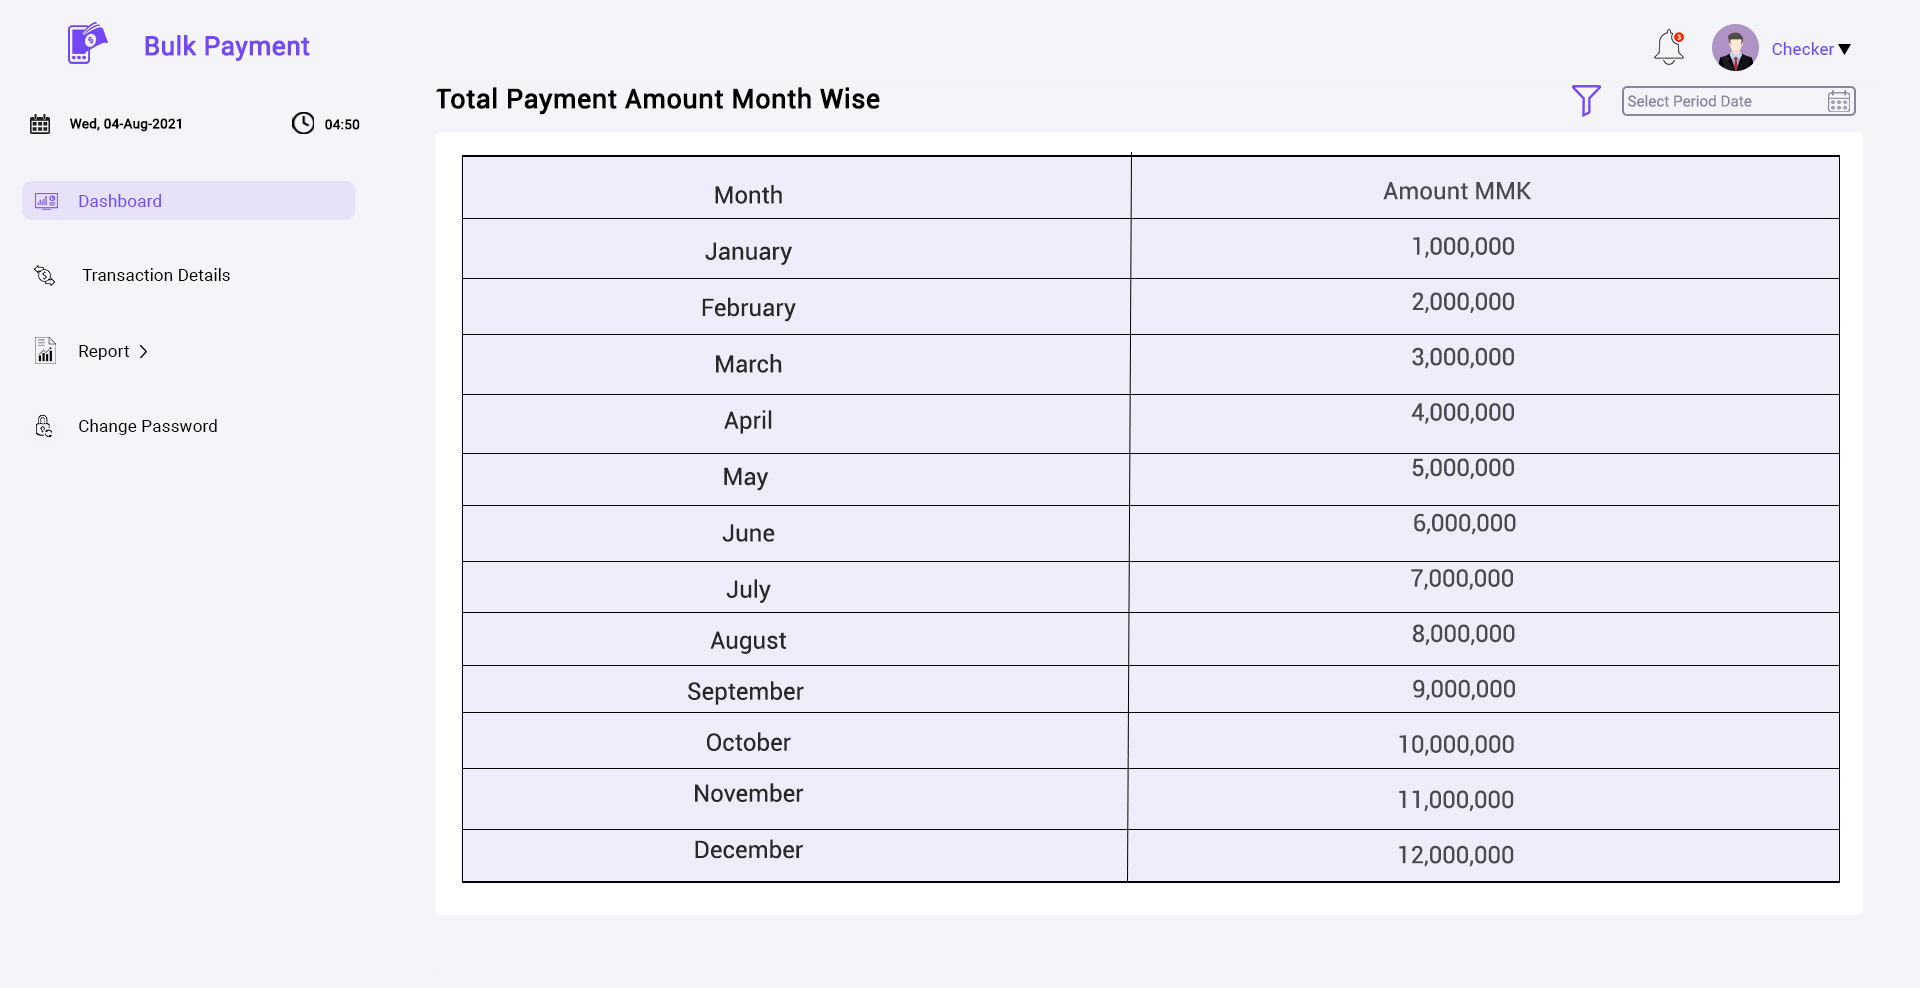 Bulk Payment
3
Checker
Total Payment Amount Month Wise
Select Period Date
Wed, 04-Aug-2021
04:50
Dashboard
Transaction Details
Report
Change Password
Month Amount MMK
January 1,000,000
February 2,000,000
March 3,000,000
April 4,000,000
May 5,000,000
June 6,000,000
July 7,000,000
August 8,000,000
September 9,000,000
October 10,000,000
November 11,000,000
December 12,000,000